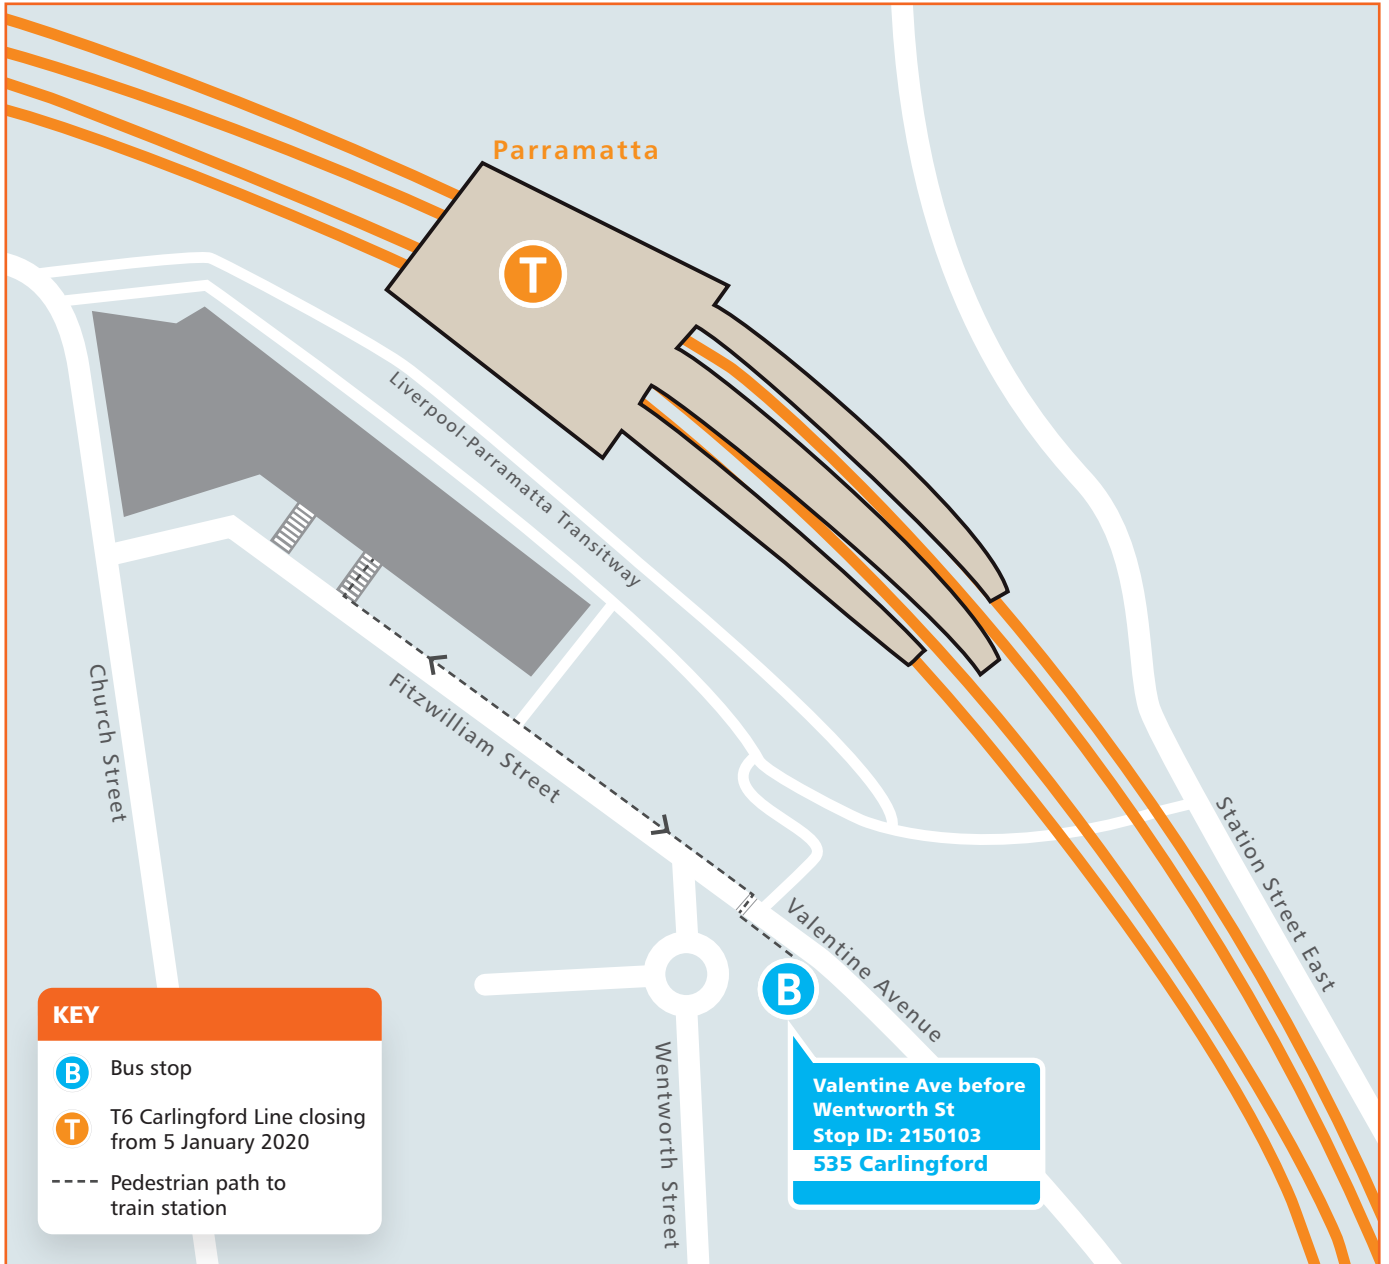 Parramatta
T
Liverpool-Parramatta Transitway
Church Street
Fitzwilliam Street
Station Street East
Valentine Avenue
B
Wentworth Street
Valentine Ave before
Wentworth St
Stop ID: 2150103
535 Carlingford
KEY
B Bus stop
T T6 Carlingford Line closing
from 5 January 2020
Pedestrian path to
train station